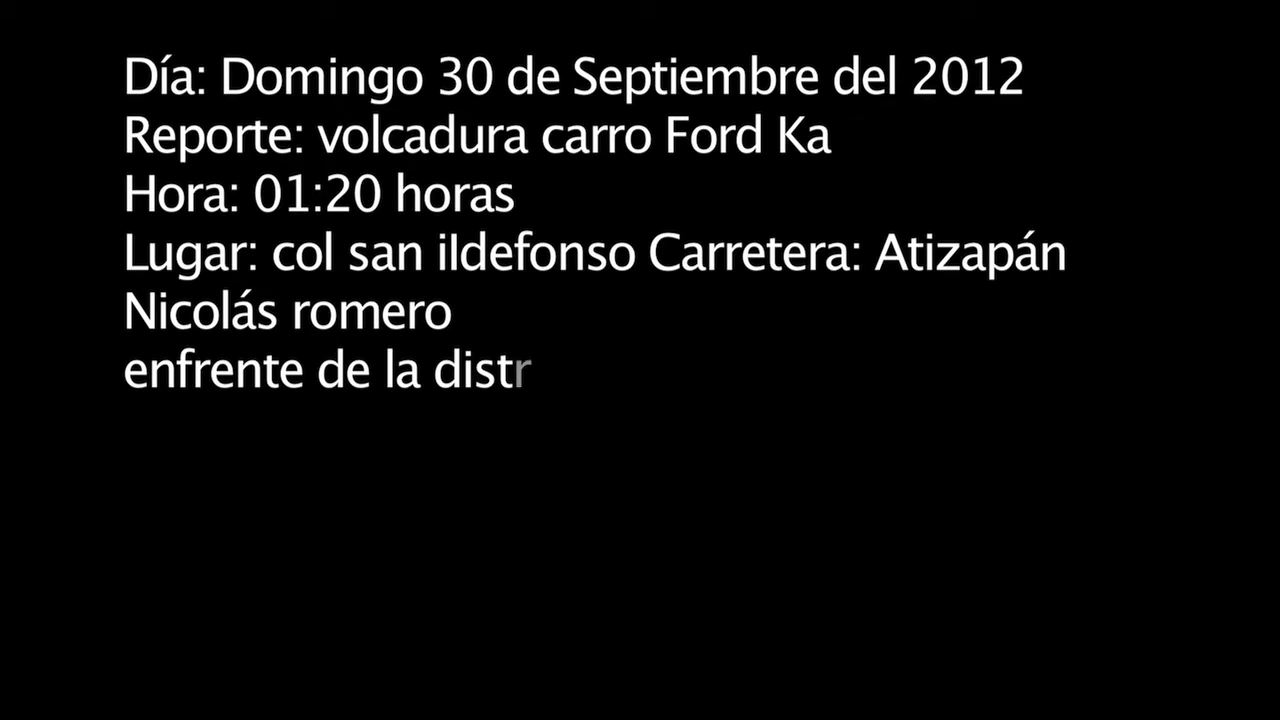 Día: Domingo 30 de Septiembre del 2012
Reporte: volcadura carro Ford Ka
Hora: 01:20 horas
Lugar: col san ildefonso Carretera: Atizapán
Nicolás romero
enfrente de la distr